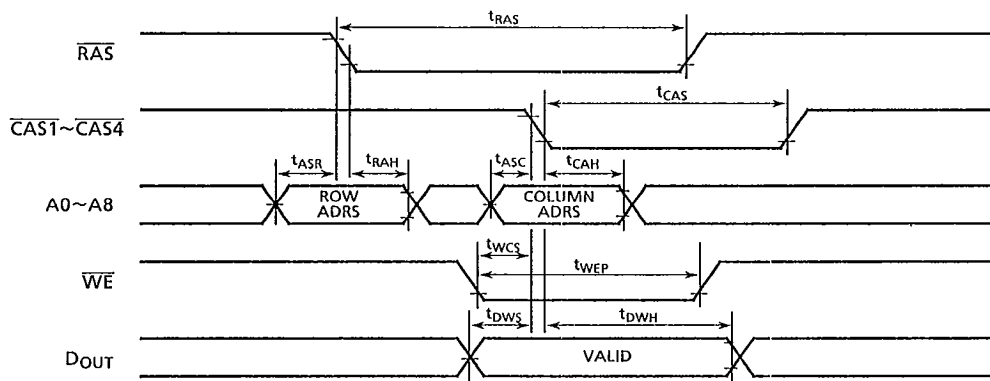 tRAS
RAS
tCAS
CAS1~CAS4
tASR tRAH tASC tCAH
A0~A8 ROW ADRS COLUMN ADRS
tWCS
WE tWEP
tDWS tDWH
DOUT VALID